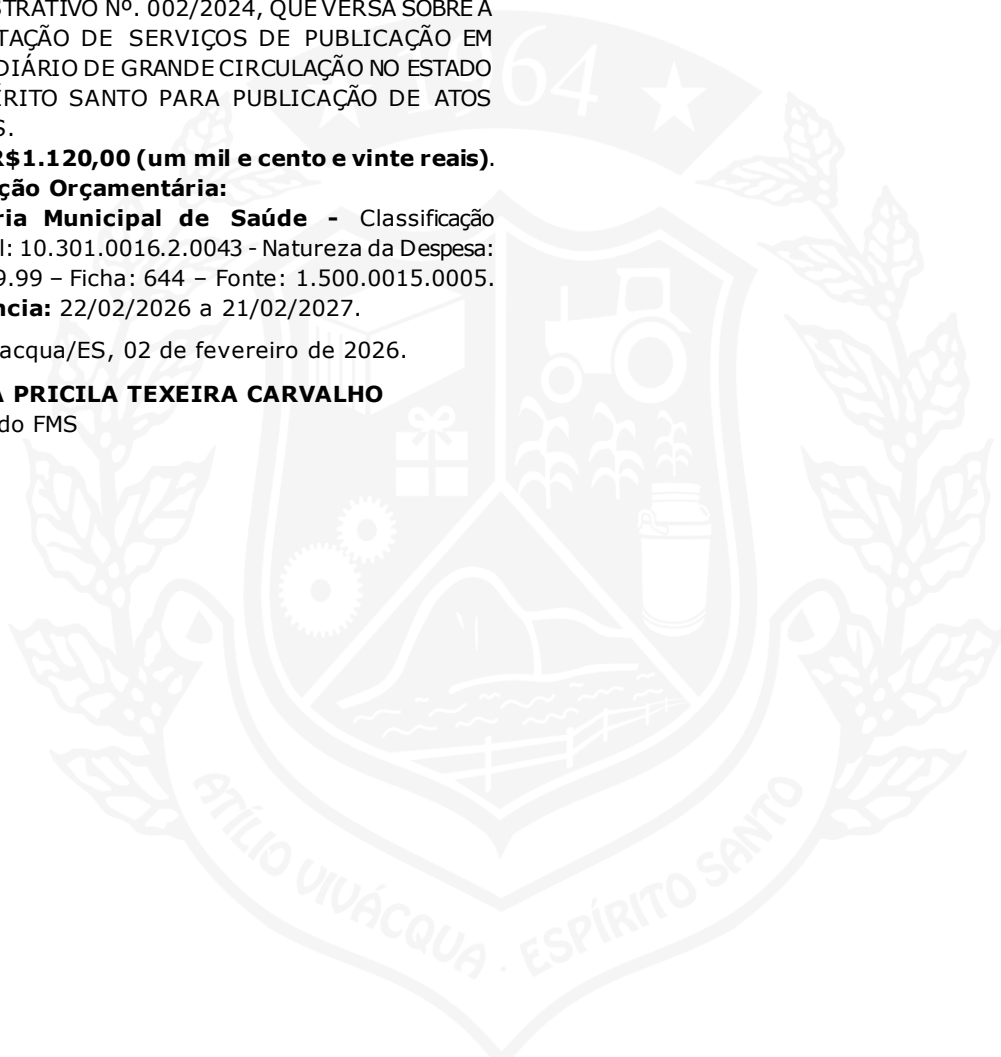 STRATIVO Nº. 002/2024, QUE VERSA SOBRE A
TAÇÃO DE SERVIÇOS DE PUBLICAÇÃO EM
DIÁRIO DE GRANDE CIRCULAÇÃO NO ESTADO
ÉRITO SANTO PARA PUBLICAÇÃO DE ATOS
S.
R$1.120,00 (um mil e cento e vinte reais).
ção Orçamentária:
ria Municipal de Saúde - Classificação
l: 10.301.0016.2.0043 - Natureza da Despesa:
9.99 – Ficha: 644 – Fonte: 1.500.0015.0005.
ncia: 22/02/2026 a 21/02/2027.
acqua/ES, 02 de fevereiro de 2026.
A PRICILA TEXEIRA CARVALHO
do FMS
1964
ATÍLIO VIVÁCQUA . ESPÍRITO SANTO